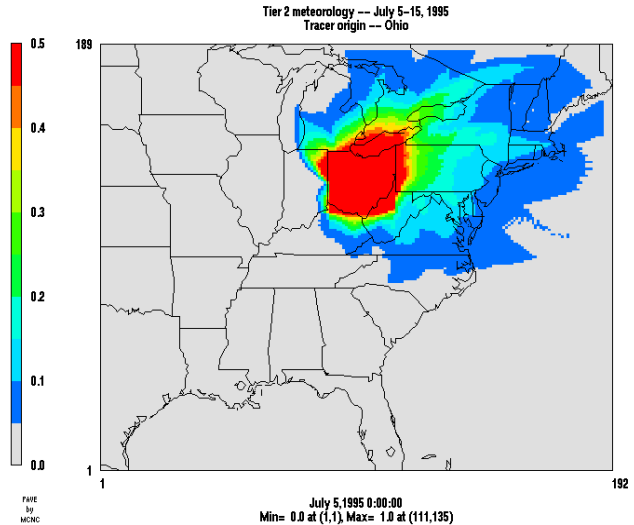 Tier 2 meteorology -- July 5-15, 1995
Tracer origin -- Ohio
0.5
0.4
0.3
0.2
0.1
0.0
189
1
1
192
PAVE
by
MCNC
July 5,1995 0:00:00
Min= 0.0 at (1,1), Max= 1.0 at (111,135)